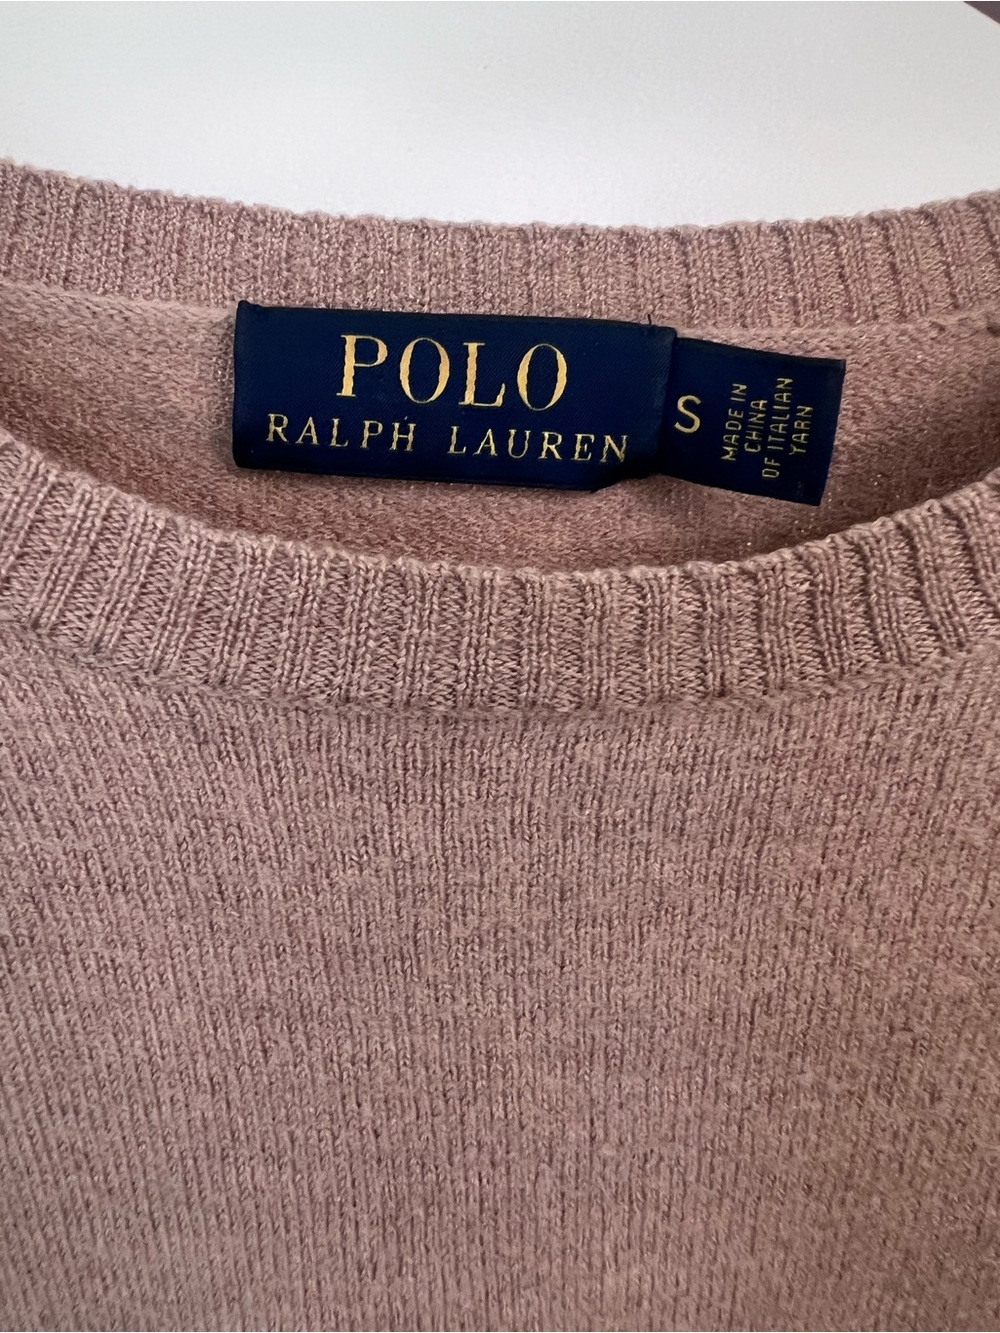 POLO
RALPH LAUREN
S
MADE IN
CHINA
OF ITALIAN
YARN